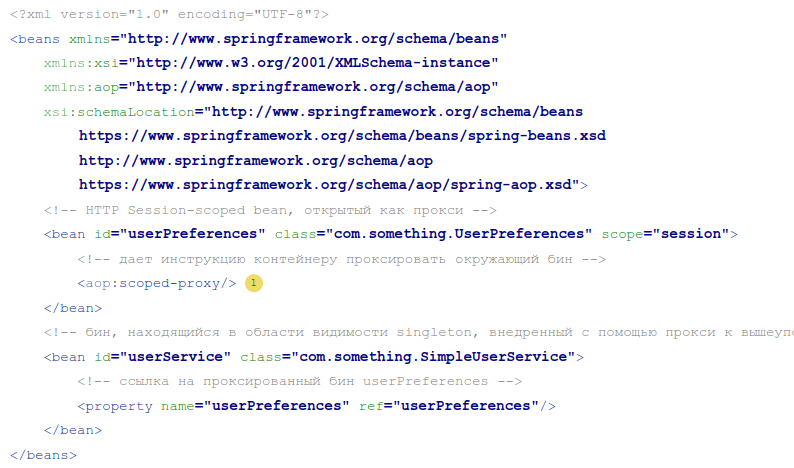 <?xml version="1.0" encoding="UTF-8"?>
<beans xmlns="http://www.springframework.org/schema/beans"
xmlns:xsi="http://www.w3.org/2001/XMLSchema-instance"
xmlns:aop="http://www.springframework.org/schema/aop"
xsi:schemaLocation="http://www.springframework.org/schema/beans
https://www.springframework.org/schema/beans/spring-beans.xsd
http://www.springframework.org/schema/aop
https://www.springframework.org/schema/aop/spring-aop.xsd">
<!-- HTTP Session-scoped bean, открытый как прокси -->
<bean id="userPreferences" class="com.something.UserPreferences" scope="session">
<!-- дает инструкцию контейнеру проксировать окружающий бин -->
<aop:scoped-proxy/> 1
</bean>
<!-- бин, находящийся в области видимости singleton, внедренный с помощью прокси к
<bean id="userService" class="com.something.SimpleUserService">
<!-- ссылка на проксированный бин userPreferences -->
<property name="userPreferences" ref="userPreferences"/>
</bean>
</beans>